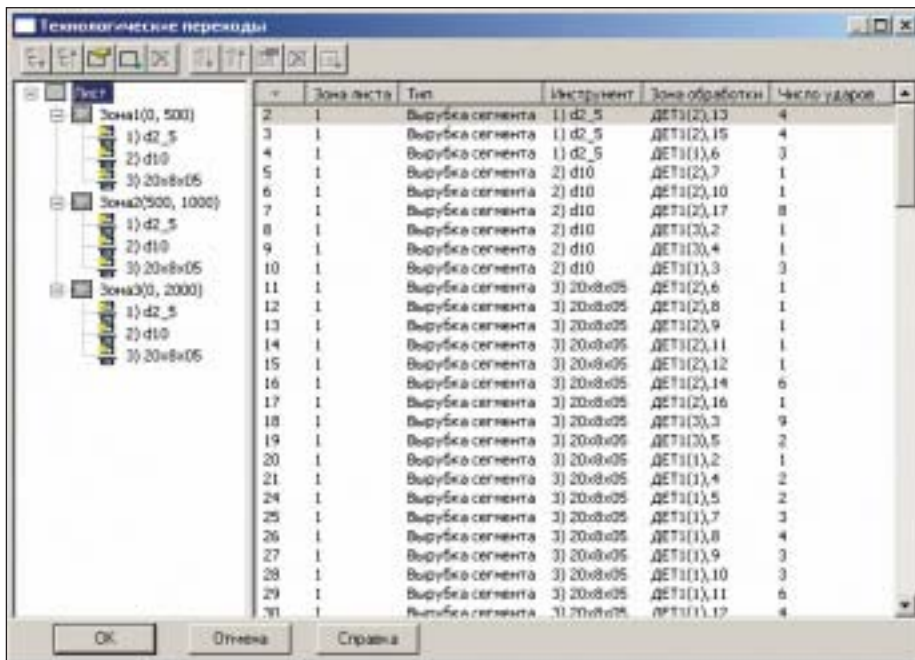 Технологические переходы
Лист
Зона1(0, 500)
1) d2_5
2) d10
3) 20x8x05
Зона2(500, 1000)
1) d2_5
2) d10
3) 20x8x05
Зона3(0, 2000)
1) d2_5
2) d10
3) 20x8x05
Зона листа Тип Инструмент Зона обработки Число ударов
2 1 Вырубка сегмента 1) d2_5 ДЕТ1(2),13 4
3 1 Вырубка сегмента 1) d2_5 ДЕТ1(2),15 4
4 1 Вырубка сегмента 1) d2_5 ДЕТ1(1),6 3
5 1 Вырубка сегмента 2) d10 ДЕТ1(2),7 1
6 1 Вырубка сегмента 2) d10 ДЕТ1(2),10 1
7 1 Вырубка сегмента 2) d10 ДЕТ1(2),17 8
8 1 Вырубка сегмента 2) d10 ДЕТ1(3),2 1
9 1 Вырубка сегмента 2) d10 ДЕТ1(3),4 1
10 1 Вырубка сегмента 2) d10 ДЕТ1(1),3 3
11 1 Вырубка сегмента 3) 20x8x05 ДЕТ1(2),6 1
12 1 Вырубка сегмента 3) 20x8x05 ДЕТ1(2),8 1
13 1 Вырубка сегмента 3) 20x8x05 ДЕТ1(2),9 1
14 1 Вырубка сегмента 3) 20x8x05 ДЕТ1(2),11 1
15 1 Вырубка сегмента 3) 20x8x05 ДЕТ1(2),12 1
16 1 Вырубка сегмента 3) 20x8x05 ДЕТ1(2),14 6
17 1 Вырубка сегмента 3) 20x8x05 ДЕТ1(2),16 1
18 1 Вырубка сегмента 3) 20x8x05 ДЕТ1(3),3 9
19 1 Вырубка сегмента 3) 20x8x05 ДЕТ1(3),5 2
20 1 Вырубка сегмента 3) 20x8x05 ДЕТ1(1),2 1
21 1 Вырубка сегмента 3) 20x8x05 ДЕТ1(1),4 2
24 1 Вырубка сегмента 3) 20x8x05 ДЕТ1(1),5 2
25 1 Вырубка сегмента 3) 20x8x05 ДЕТ1(1),7 3
26 1 Вырубка сегмента 3) 20x8x05 ДЕТ1(1),8 4
27 1 Вырубка сегмента 3) 20x8x05 ДЕТ1(1),9 3
28 1 Вырубка сегмента 3) 20x8x05 ДЕТ1(1),10 3
29 1 Вырубка сегмента 3) 20x8x05 ДЕТ1(1),11 6
30 1 Вырубка сегмента 3) 20x8x05 ДЕТ1(1),12 4
OK Отмена Справка